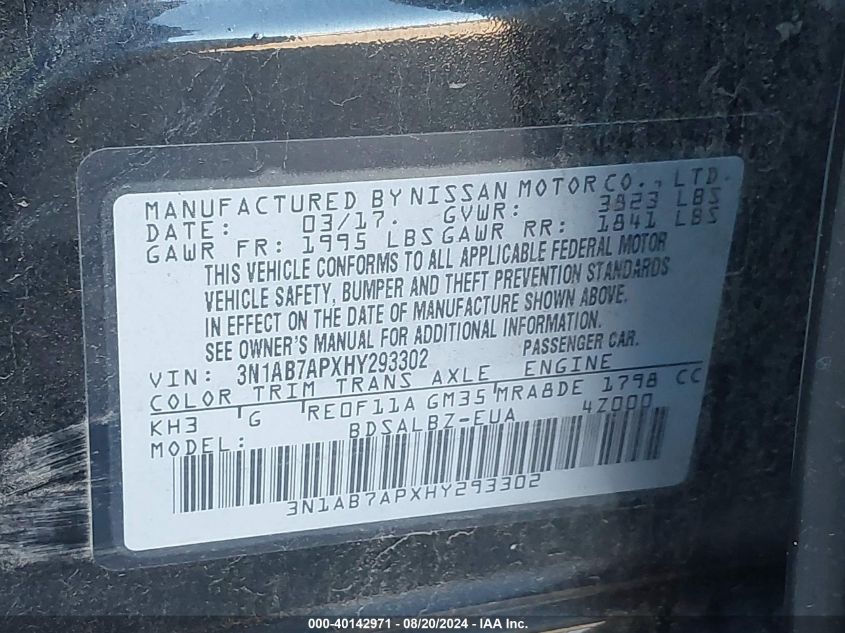 MANUFACTURED BY NISSAN MOTOR CO., LTD.
DATE: 03/17. GVWR: 3823 LBS
GAWR FR: 1995 LBS GAWR RR: 1841 LBS
THIS VEHICLE CONFORMS TO ALL APPLICABLE FEDERAL MOTOR
VEHICLE SAFETY, BUMPER AND THEFT PREVENTION STANDARDS
IN EFFECT ON THE DATE OF MANUFACTURE SHOWN ABOVE.
SEE OWNER'S MANUAL FOR ADDITIONAL INFORMATION.
VIN: 3N1AB7APXHY293302 PASSENGER CAR.
COLOR TRIM TRANS AXLE ENGINE
KH3 G RE0F11A GM35 MRA8DE 1798 CC
MODEL: BDSALBZ-EUA 4Z000
3N1AB7APXHY293302
000-40142971 - 08/20/2024 - IAA Inc.